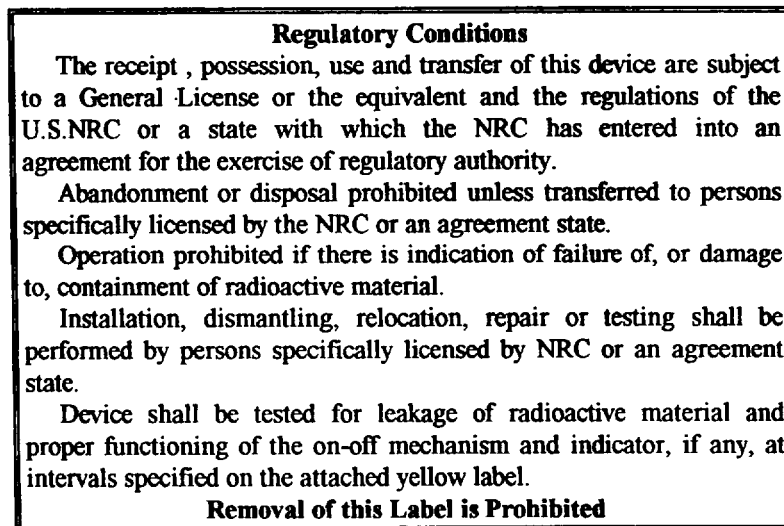 Regulatory Conditions
The receipt , possession, use and transfer of this device are subject
to a General License or the equivalent and the regulations of the
U.S.NRC or a state with which the NRC has entered into an
agreement for the exercise of regulatory authority.
Abandonment or disposal prohibited unless transferred to persons
specifically licensed by the NRC or an agreement state.
Operation prohibited if there is indication of failure of, or damage
to, containment of radioactive material.
Installation, dismantling, relocation, repair or testing shall be
performed by persons specifically licensed by NRC or an agreement
state.
Device shall be tested for leakage of radioactive material and
proper functioning of the on-off mechanism and indicator, if any, at
intervals specified on the attached yellow label.
Removal of this Label is Prohibited